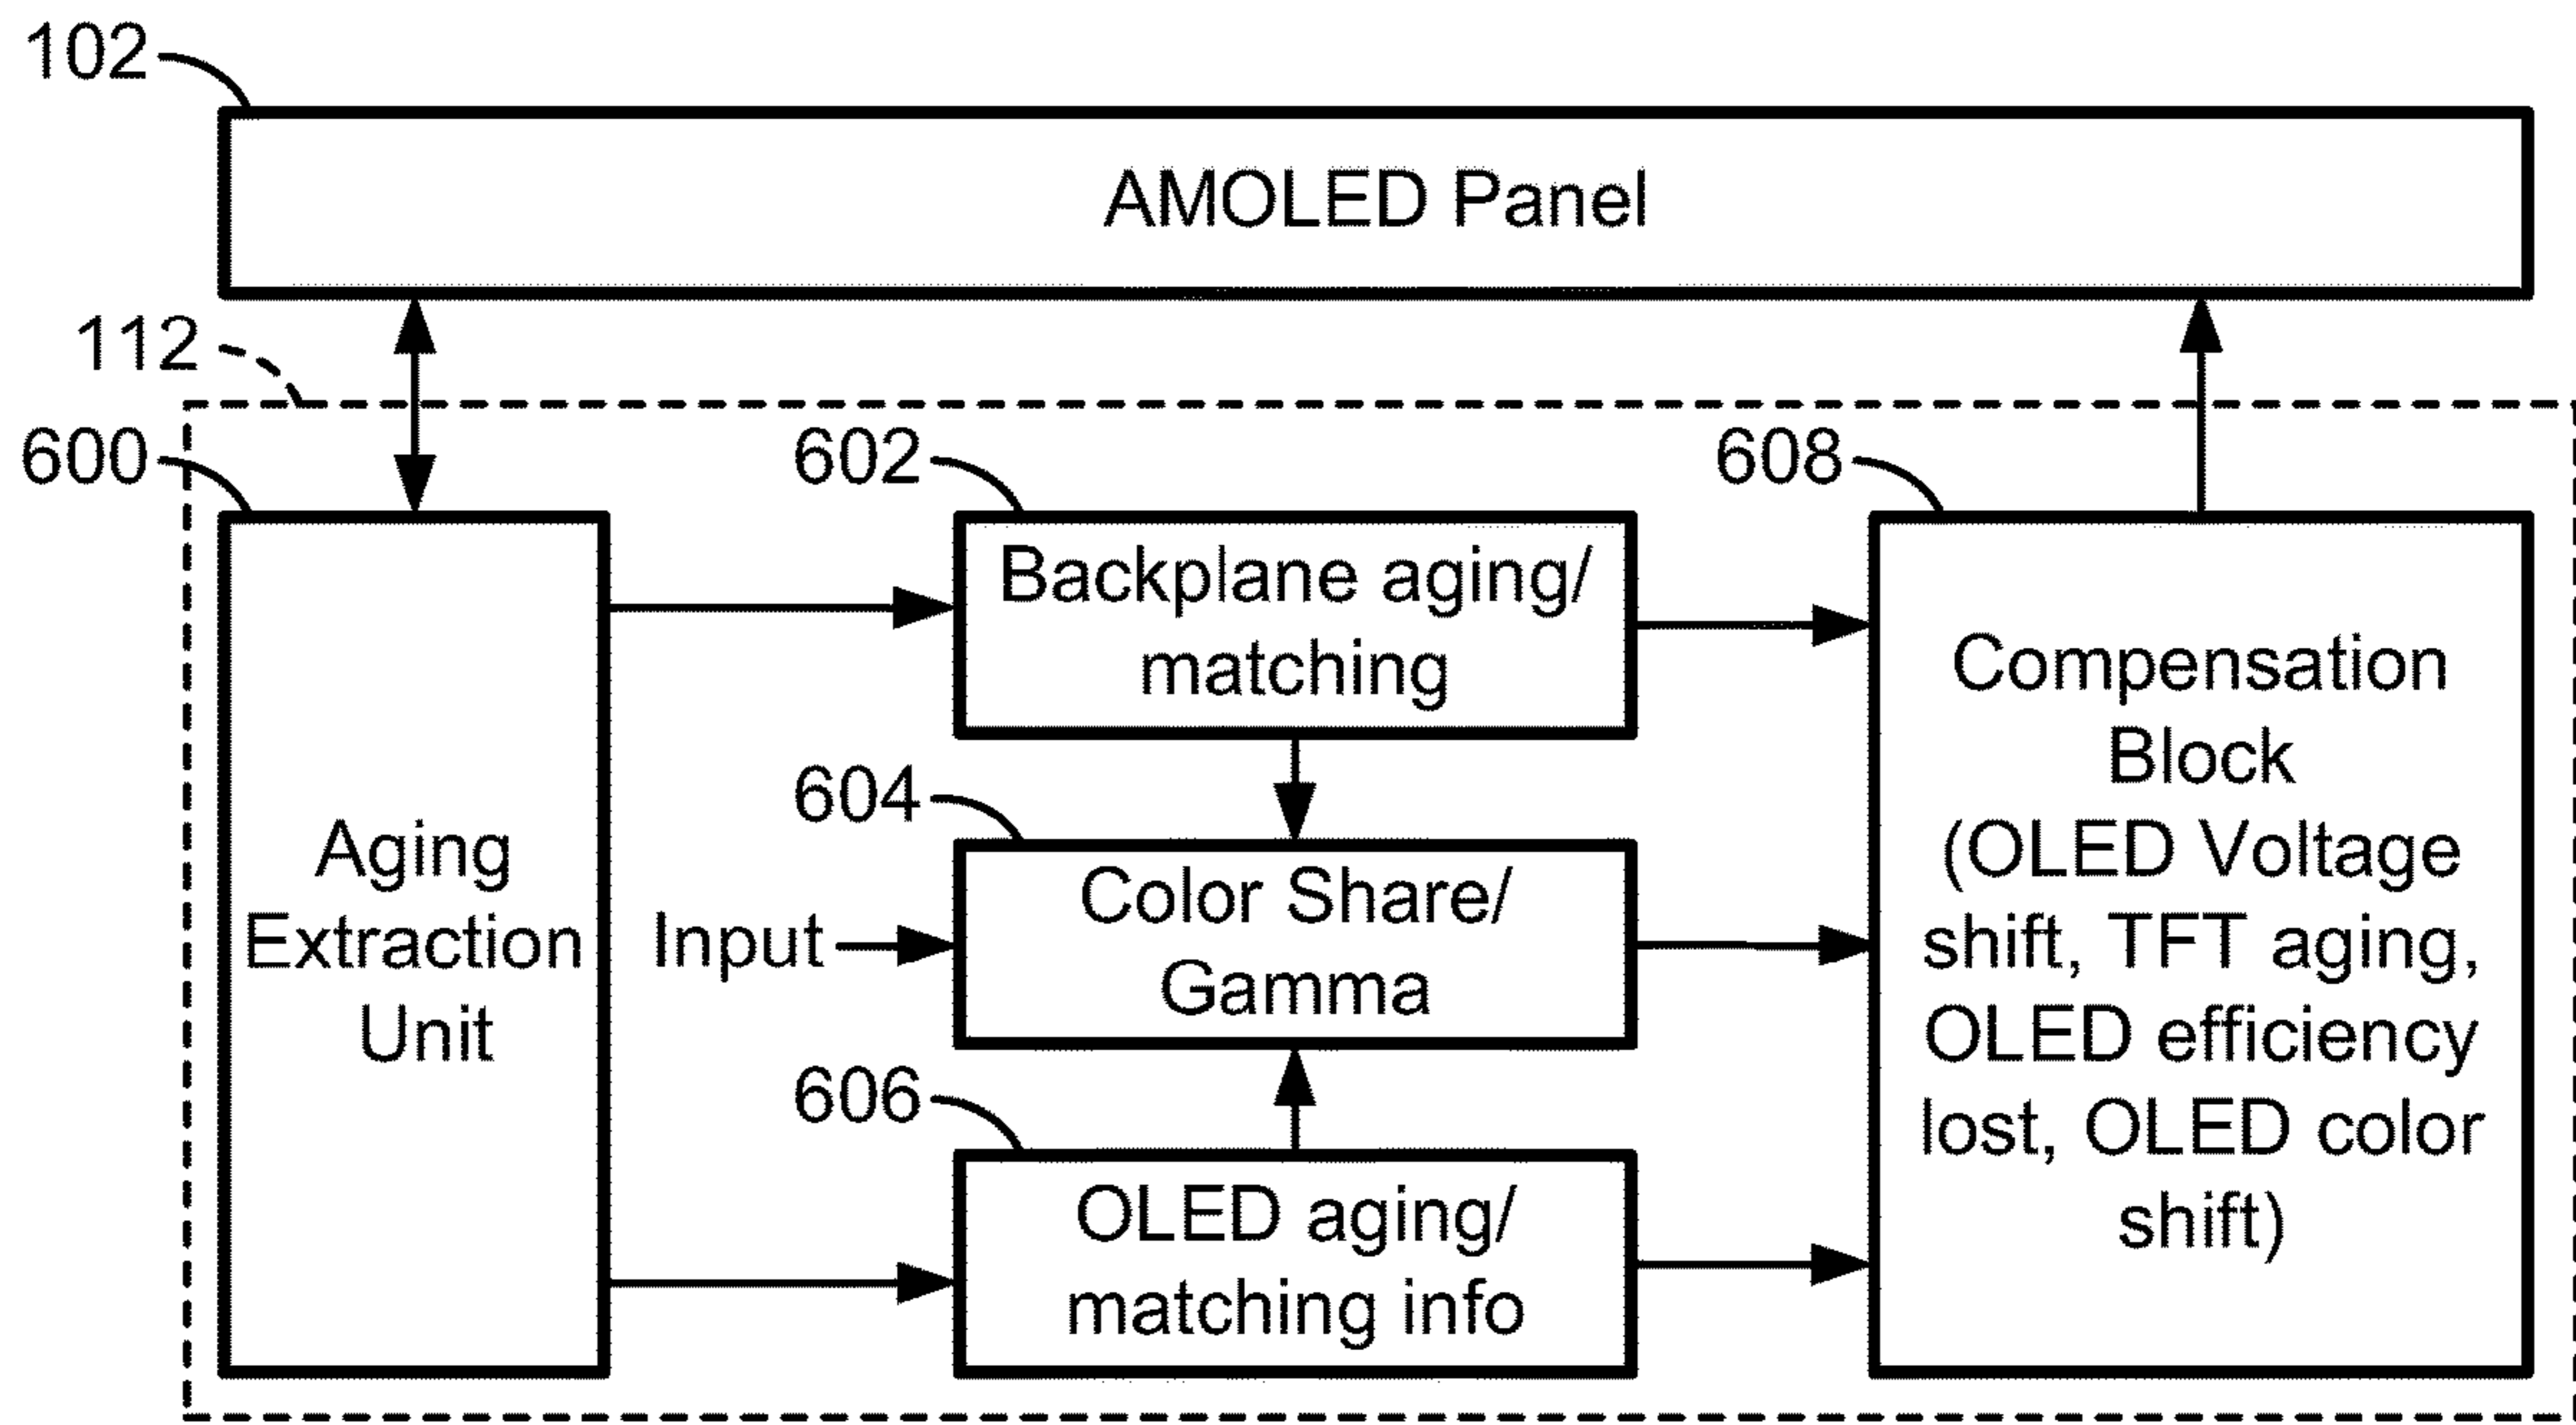 102
AMOLED Panel
112
600
602
608
Aging
Extraction
Unit
Backplane aging/
matching
604
Input
Color Share/
Gamma
606
OLED aging/
matching info
Compensation
Block
(OLED Voltage
shift, TFT aging,
OLED efficiency
lost, OLED color
shift)